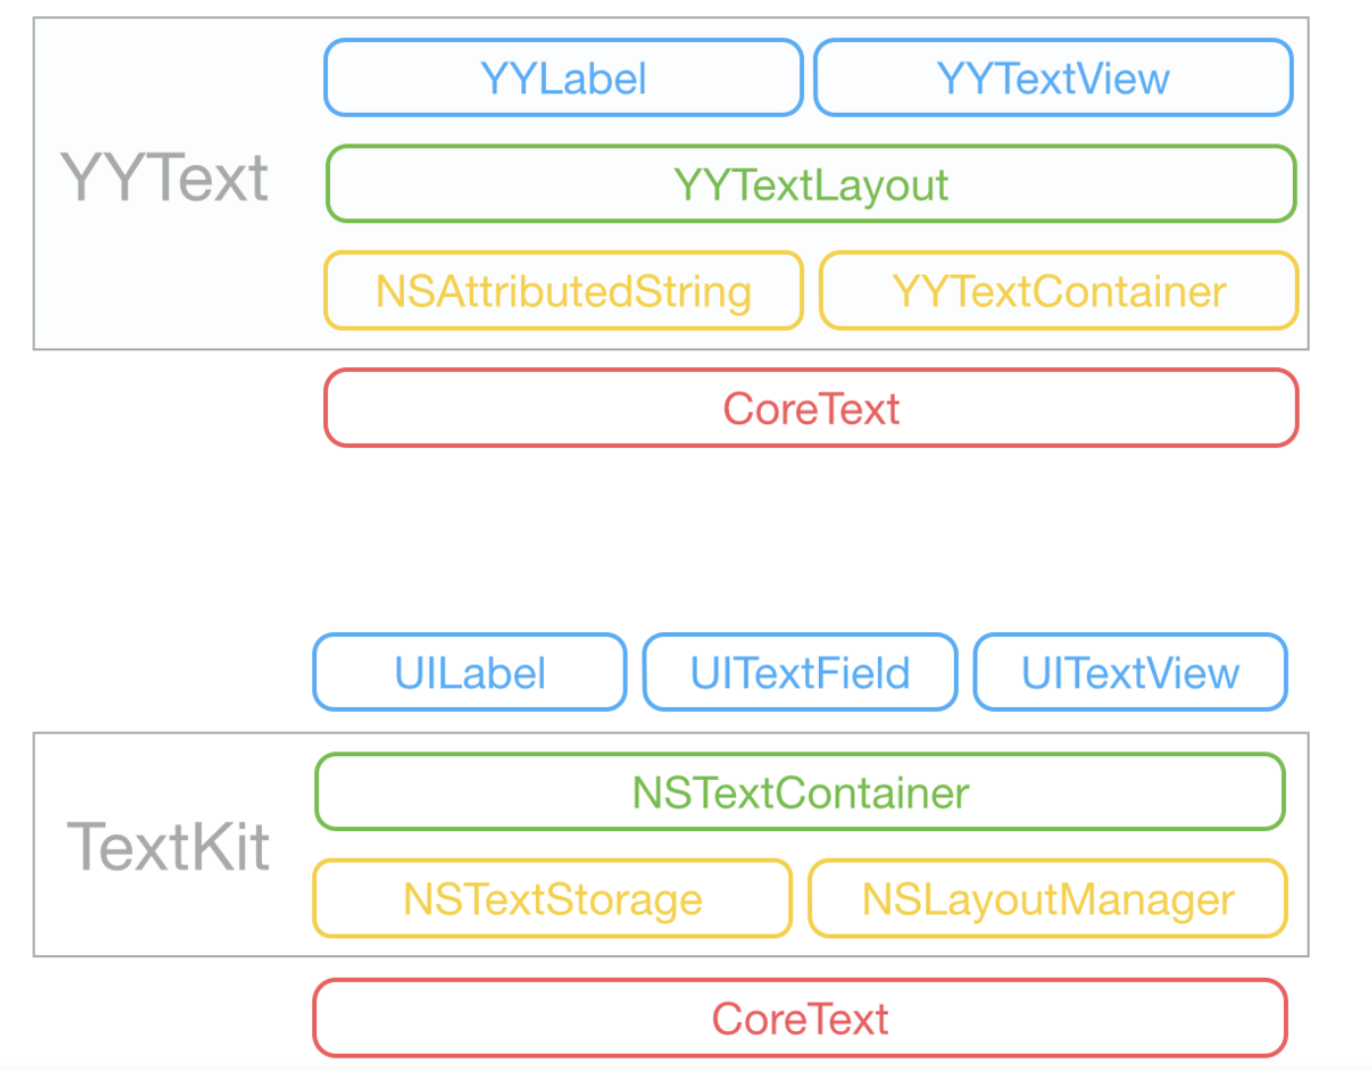 YYLabel YYTextView
YYText
YYTextLayout
NSAttributedString YYTextContainer
CoreText
UILabel UITextField UITextView
NSTextContainer
TextKit
NSTextStorage NSLayoutManager
CoreText